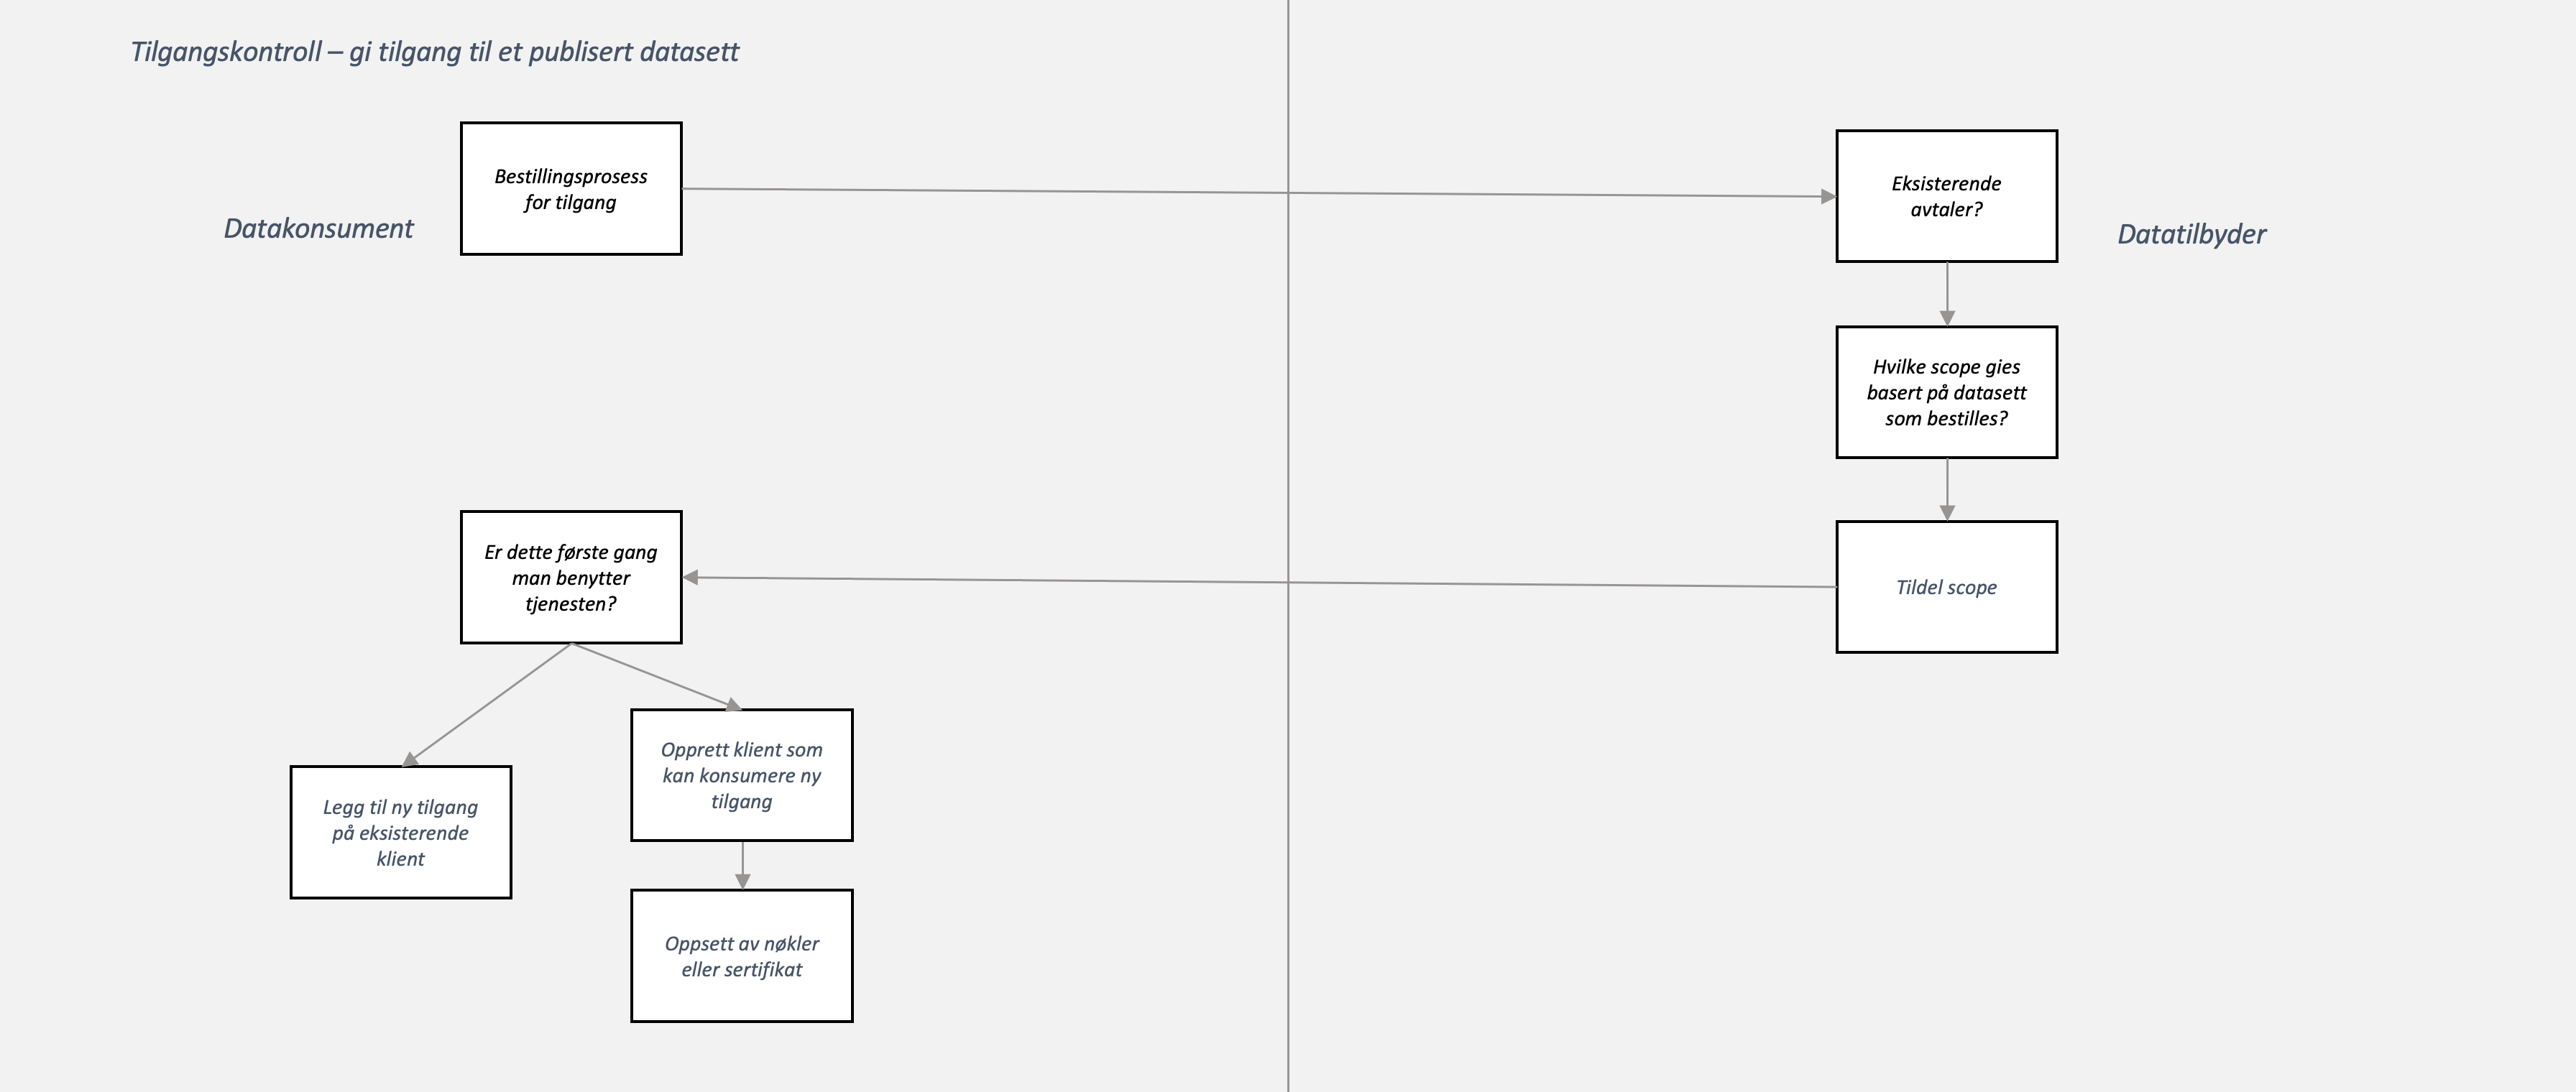 Tilgangskontroll – gi tilgang til et publisert datasett
Datakonsument
Bestillingsprosess
for tilgang
Eksisterende
avtaler?
Datatilbyder
Hvilke scope gies
basert på datasett
som bestilles?
Tildel scope
Er dette første gang
man benytter
tjenesten?
Legg til ny tilgang
på eksisterende
klient
Opprett klient som
kan konsumere ny
tilgang
Oppsett av nøkler
eller sertifikat